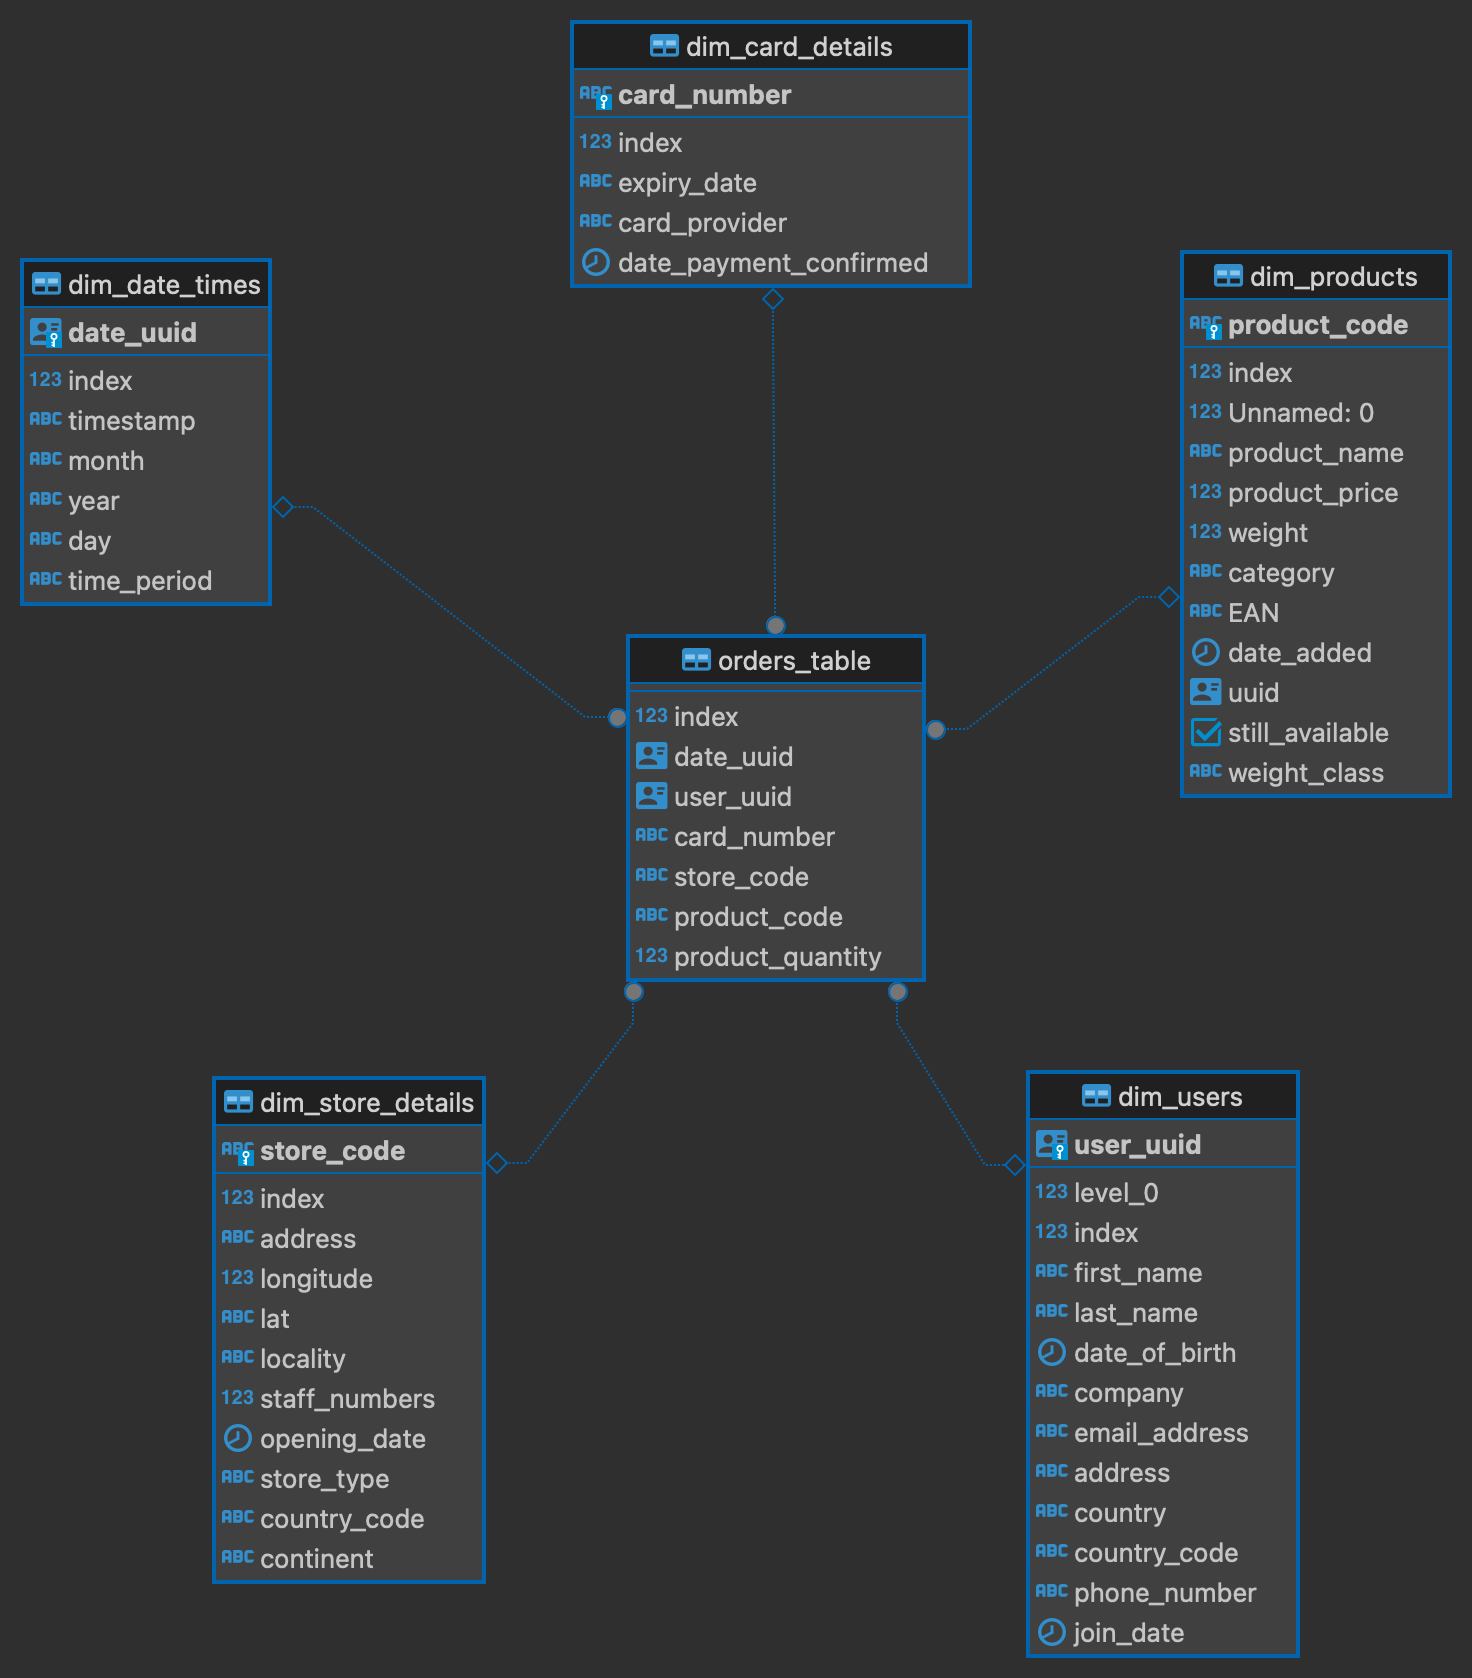 dim_card_details
ABC card_number
123 index
ABC expiry_date
ABC card_provider
date_payment_confirmed
dim_date_times
date_uuid
123 index
ABC timestamp
ABC month
ABC year
ABC day
ABC time_period
dim_products
ABC product_code
123 index
123 Unnamed: 0
ABC product_name
123 product_price
123 weight
ABC category
ABC EAN
date_added
uuid
still_available
ABC weight_class
orders_table
123 index
date_uuid
user_uuid
ABC card_number
ABC store_code
ABC product_code
123 product_quantity
dim_store_details
ABC store_code
123 index
ABC address
123 longitude
ABC lat
ABC locality
123 staff_numbers
opening_date
ABC store_type
ABC country_code
ABC continent
dim_users
user_uuid
123 level_0
123 index
ABC first_name
ABC last_name
date_of_birth
ABC company
ABC email_address
ABC address
ABC country
ABC country_code
ABC phone_number
join_date